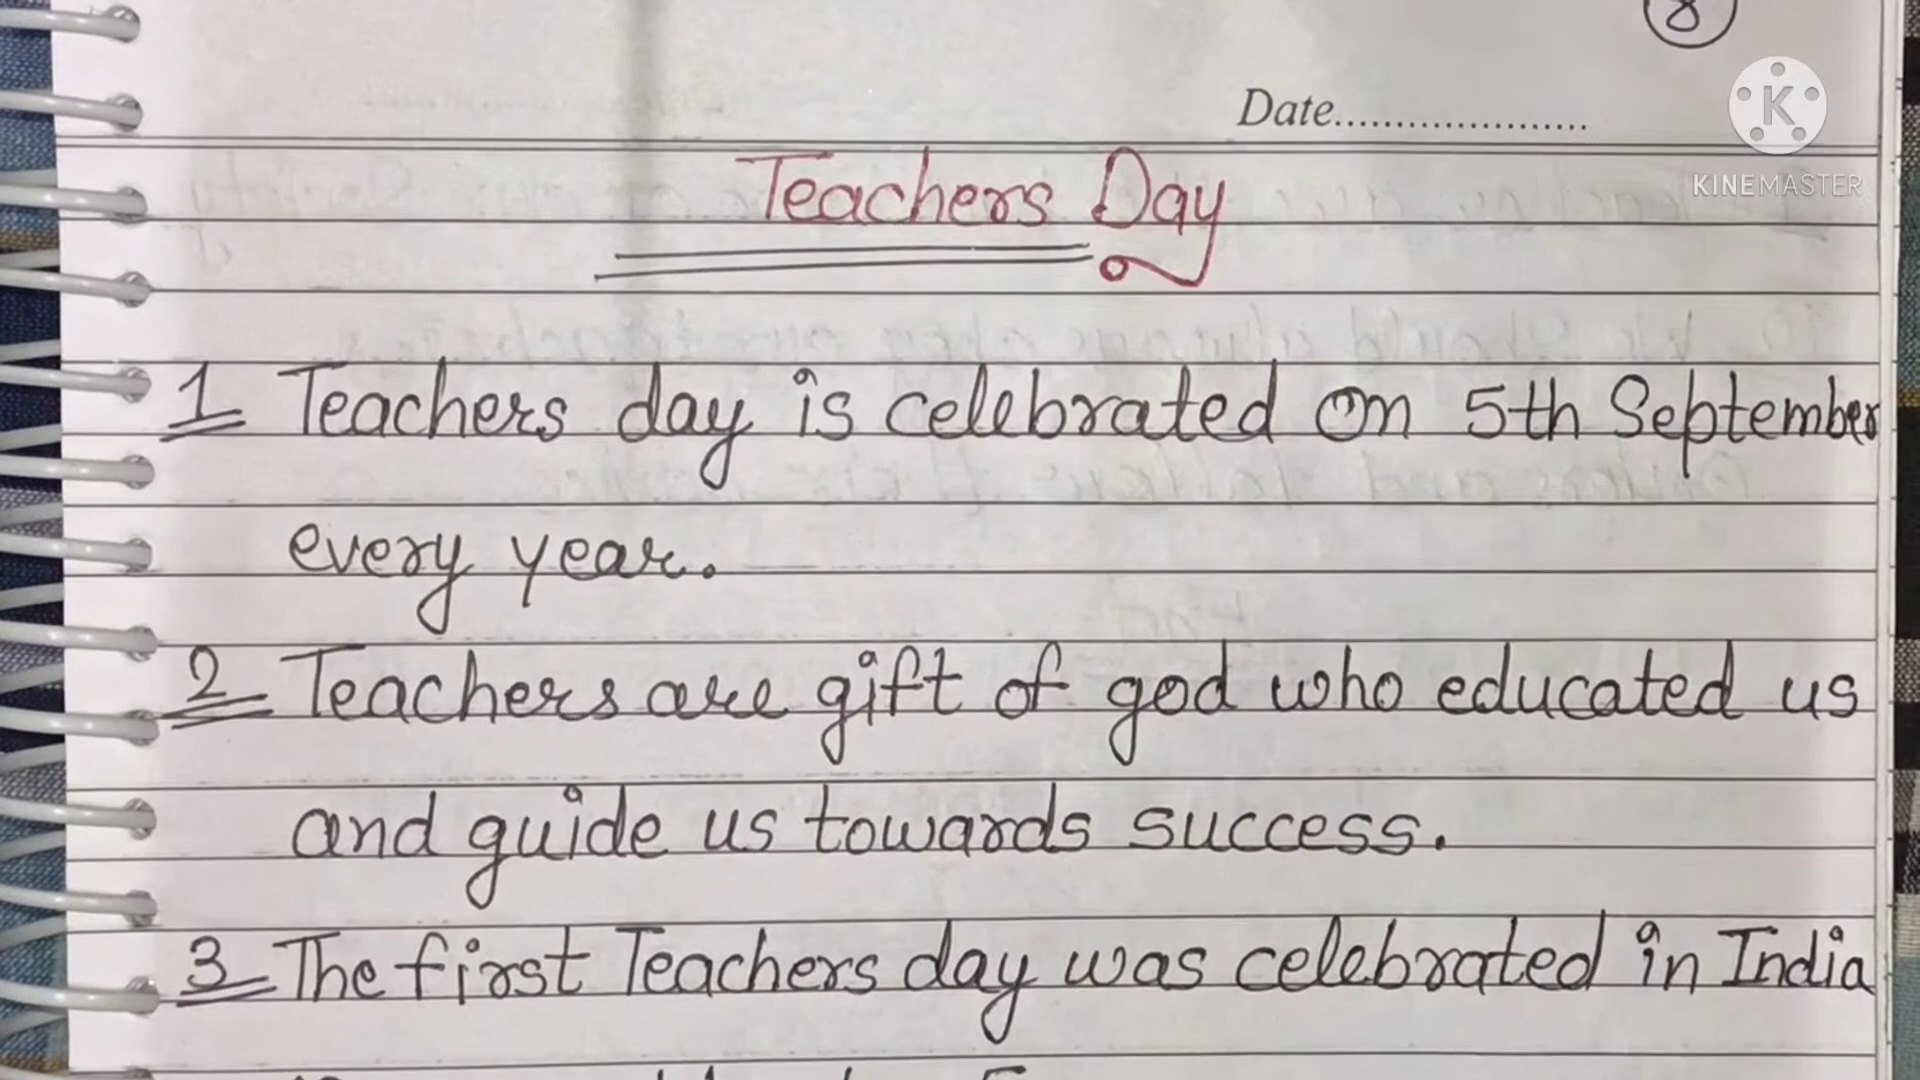 8
Date.....................
KINEMASTER
Teachers Day
1 Teachers day is celebrated on 5th September
every year.
2 Teachers are gift of god who educated us
and guide us towards success.
3 The first Teachers day was celebrated in India